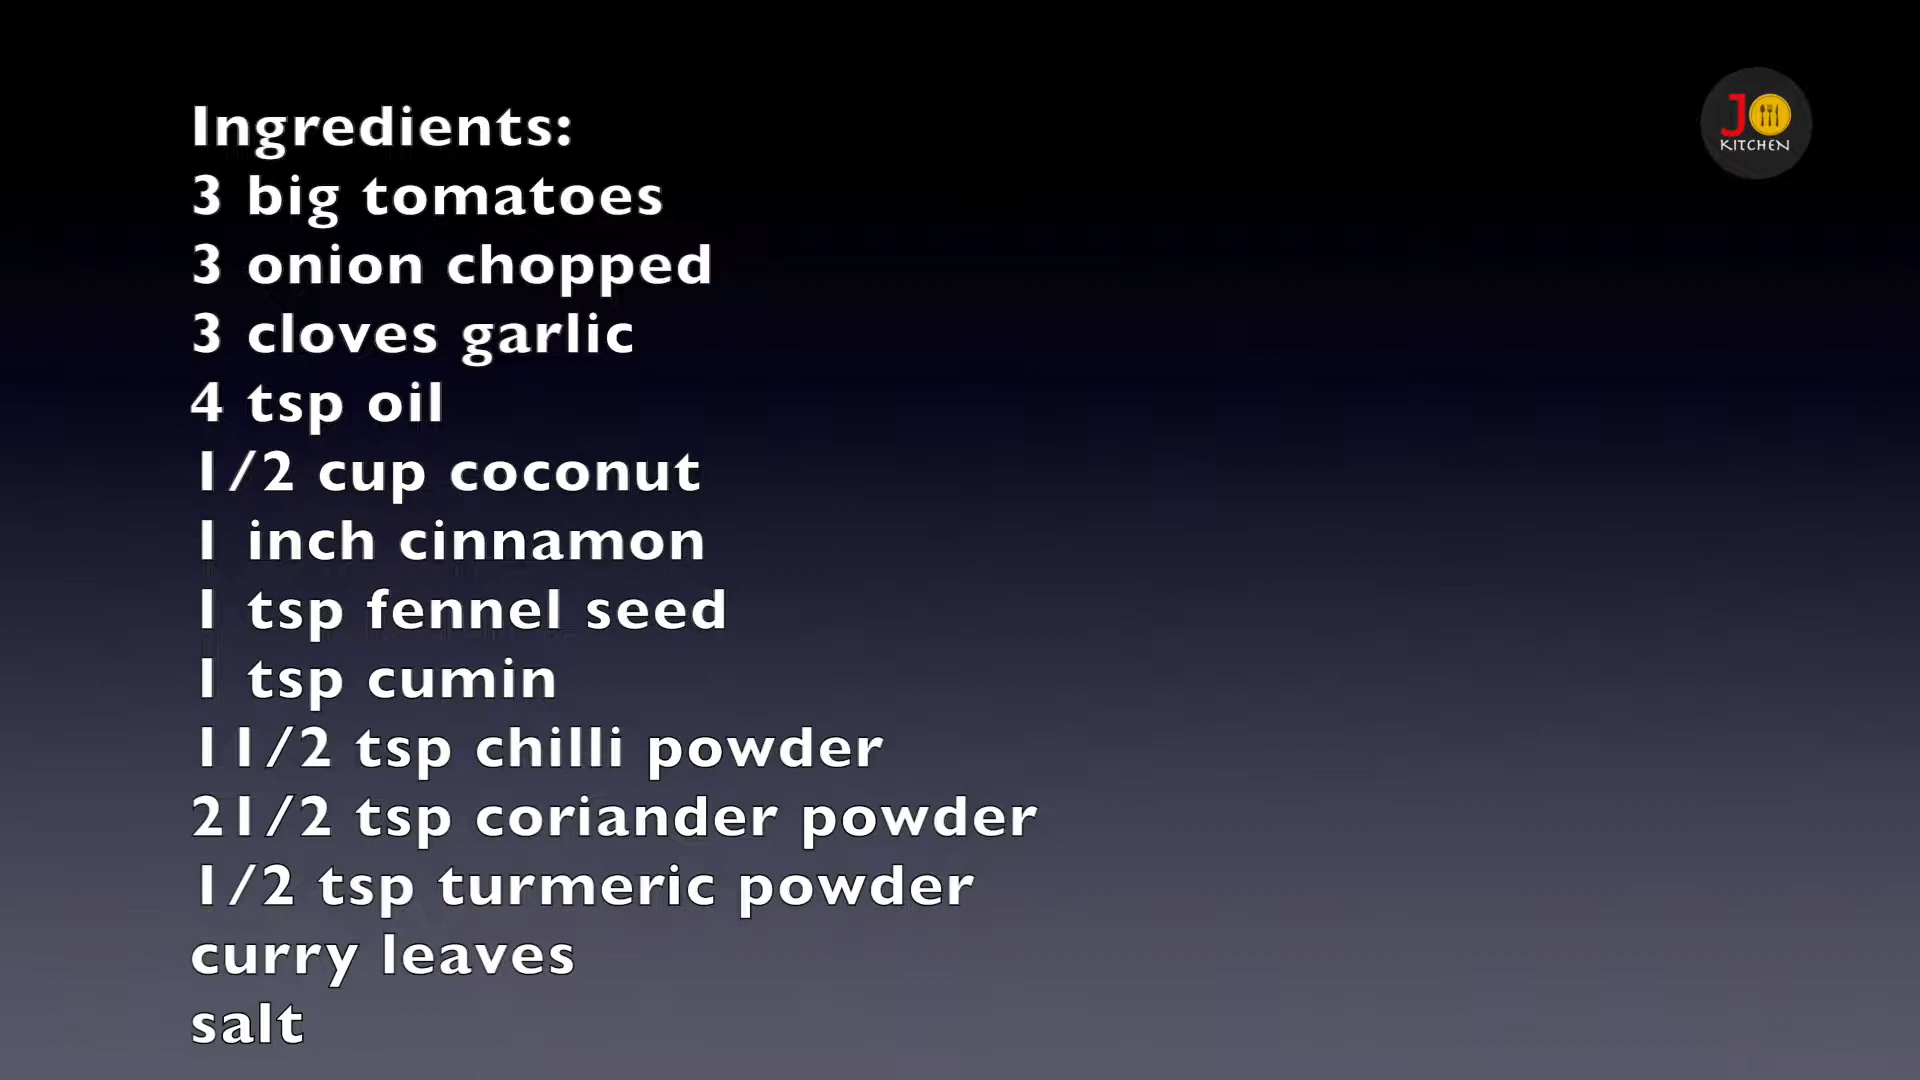 Ingredients:
3 big tomatoes
3 onion chopped
3 cloves garlic
4 tsp oil
1/2 cup coconut
1 inch cinnamon
1 tsp fennel seed
1 tsp cumin
11/2 tsp chilli powder
21/2 tsp coriander powder
1/2 tsp turmeric powder
curry leaves
salt
JO
KITCHEN